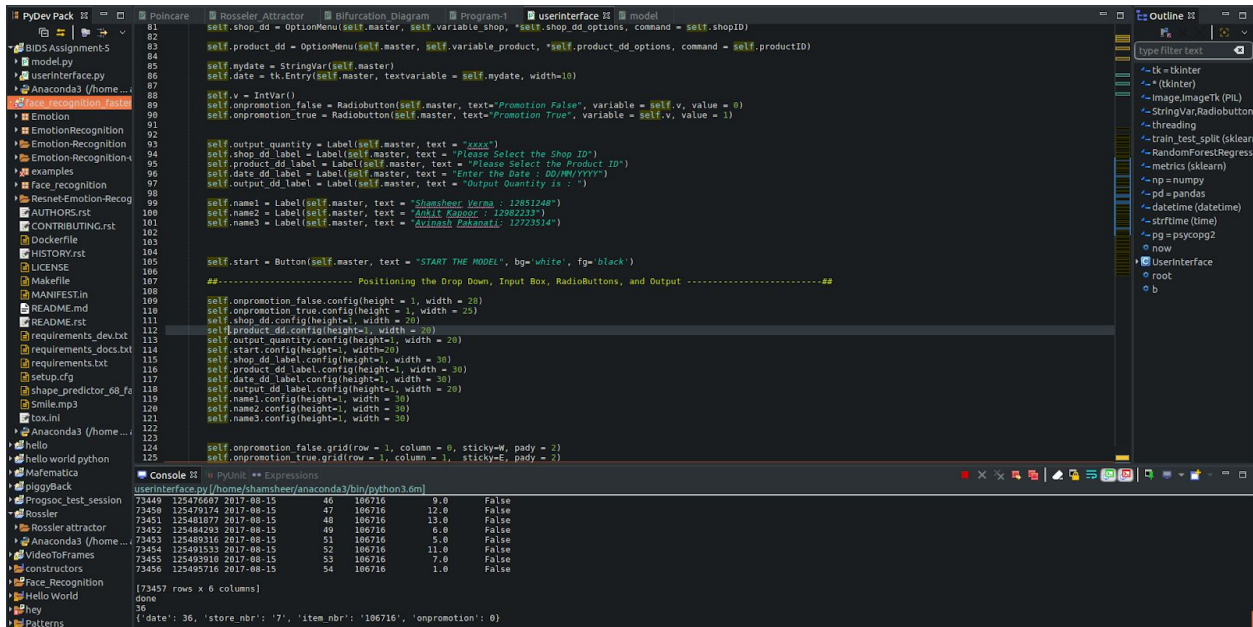 PyDev Pack
Poincare
Rosseler_Attractor
Bifurcation_Diagram
Program-1
userinterface
model
BIDS Assignment-5
model.py
userinterface.py
Anaconda3 (/home...
face_recognition_faster
Emotion
EmotionRecognition
Emotion-Recognition
Emotion-Recognition-u
examples
face_recognition
Resnet-Emotion-Recog
AUTHORS.rst
CONTRIBUTING.rst
Dockerfile
HISTORY.rst
LICENSE
Makefile
MANIFEST.in
README.md
README.rst
requirements_dev.txt
requirements_docs.txt
requirements.txt
setup.cfg
shape_predictor_68_fa
Smile.mp3
tox.ini
Anaconda3 (/home...
hello
hello world python
Mafematica
piggyBack
Progsoc_test_session
Rossler
Rossler attractor
Anaconda3 (/home...
VideoToFrames
constructors
Face_Recognition
Hello World
hey
Patterns
81 self.shop_dd = OptionMenu(self.master, self.variable_shop, *self.shop_dd_options, command = self.shopID)
82
83 self.product_dd = OptionMenu(self.master, self.variable_product, *self.product_dd_options, command = self.productID)
84
85 self.mydate = StringVar(self.master)
86 self.date = tk.Entry(self.master, textvariable = self.mydate, width=10)
87
88 self.v = IntVar()
89 self.onpromotion_false = Radiobutton(self.master, text="Promotion False", variable = self.v, value = 0)
90 self.onpromotion_true = Radiobutton(self.master, text="Promotion True", variable = self.v, value = 1)
91
92
93 self.output_quantity = Label(self.master, text = "xxxx")
94 self.shop_dd_label = Label(self.master, text = "Please Select the Shop ID")
95 self.product_dd_label = Label(self.master, text = "Please Select the Product ID")
96 self.date_dd_label = Label(self.master, text = "Enter the Date : DD/MM/YYYY")
97 self.output_dd_label = Label(self.master, text = "Output Quantity is : ")
98
99 self.name1 = Label(self.master, text = "Shamsheer Verma : 12851248")
100 self.name2 = Label(self.master, text = "Ankit Kapoor : 12982233")
101 self.name3 = Label(self.master, text = "Avinash Pakanati: 12723514")
102
103
104
105 self.start = Button(self.master, text = "START THE MODEL", bg='white', fg='black')
106
107 ##------------------------- Positioning the Drop Down, Input Box, RadioButtons, and Output -------------------------##
108
109 self.onpromotion_false.config(height = 1, width = 28)
110 self.onpromotion_true.config(height = 1, width = 25)
111 self.shop_dd.config(height=1, width = 20)
112 self.product_dd.config(height=1, width = 20)
113 self.output_quantity.config(height=1, width = 20)
114 self.start.config(height=1, width=20)
115 self.shop_dd_label.config(height=1, width = 30)
116 self.product_dd_label.config(height=1, width = 30)
117 self.date_dd_label.config(height=1, width = 30)
118 self.output_dd_label.config(height=1, width = 20)
119 self.name1.config(height=1, width = 30)
120 self.name2.config(height=1, width = 30)
121 self.name3.config(height=1, width = 30)
122
123
124 self.onpromotion_false.grid(row = 1, column = 0, sticky=W, pady = 2)
125 self.onpromotion_true.grid(row = 1, column = 1, sticky=E, pady = 2)
Outline
type filter text
tk = tkinter
* (tkinter)
Image,ImageTk (PIL)
StringVar,Radiobutton
threading
train_test_split (sklearn
RandomForestRegress
metrics (sklearn)
np = numpy
pd = pandas
datetime (datetime)
strftime (time)
pg = psycopg2
now
UserInterface
root
b
Console
PyUnit
Expressions
userinterface.py [/home/shamsheer/anaconda3/bin/python3.6m]
73449 125476607 2017-08-15 46 106716 9.0 False
73450 125479174 2017-08-15 47 106716 12.0 False
73451 125481877 2017-08-15 48 106716 13.0 False
73452 125484293 2017-08-15 49 106716 6.0 False
73453 125489316 2017-08-15 51 106716 5.0 False
73454 125491533 2017-08-15 52 106716 11.0 False
73455 125493910 2017-08-15 53 106716 7.0 False
73456 125495716 2017-08-15 54 106716 1.0 False
[73457 rows x 6 columns]
done
36
{'date': 36, 'store_nbr': '7', 'item_nbr': '106716', 'onpromotion': 0}